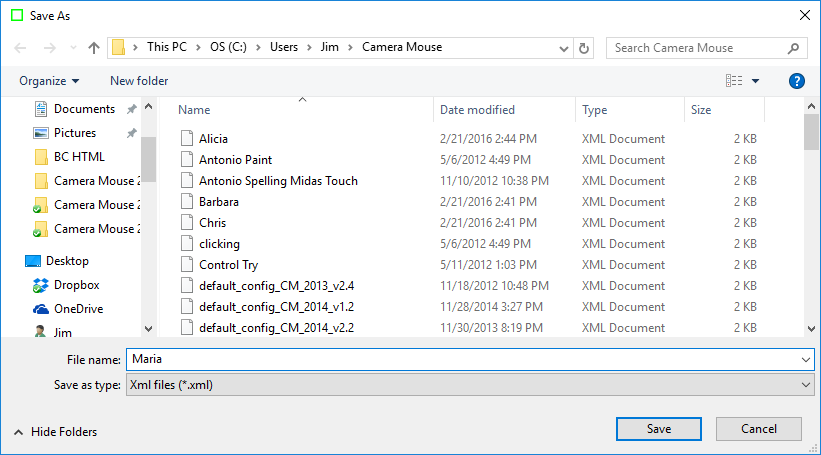 Save As
This PC > OS (C:) > Users > Jim > Camera Mouse
Search Camera Mouse
Organize
New folder
?
Documents
Pictures
BC HTML
Camera Mouse 2
Camera Mouse 2
Camera Mouse 2
Desktop
Dropbox
OneDrive
Jim
Name Date modified Type Size
Alicia 2/21/2016 2:44 PM XML Document 2 KB
Antonio Paint 5/6/2012 4:49 PM XML Document 2 KB
Antonio Spelling Midas Touch 11/10/2012 10:38 PM XML Document 2 KB
Barbara 2/21/2016 2:41 PM XML Document 2 KB
Chris 2/21/2016 2:41 PM XML Document 2 KB
clicking 5/6/2012 4:49 PM XML Document 2 KB
Control Try 5/11/2012 1:03 PM XML Document 2 KB
default_config_CM_2013_v2.4 11/18/2012 10:48 PM XML Document 2 KB
default_config_CM_2014_v1.2 11/28/2014 3:27 PM XML Document 2 KB
default_config_CM_2014_v2.2 11/30/2013 8:19 PM XML Document 2 KB
File name: Maria
Save as type: Xml files (*.xml)
Hide Folders
Save
Cancel